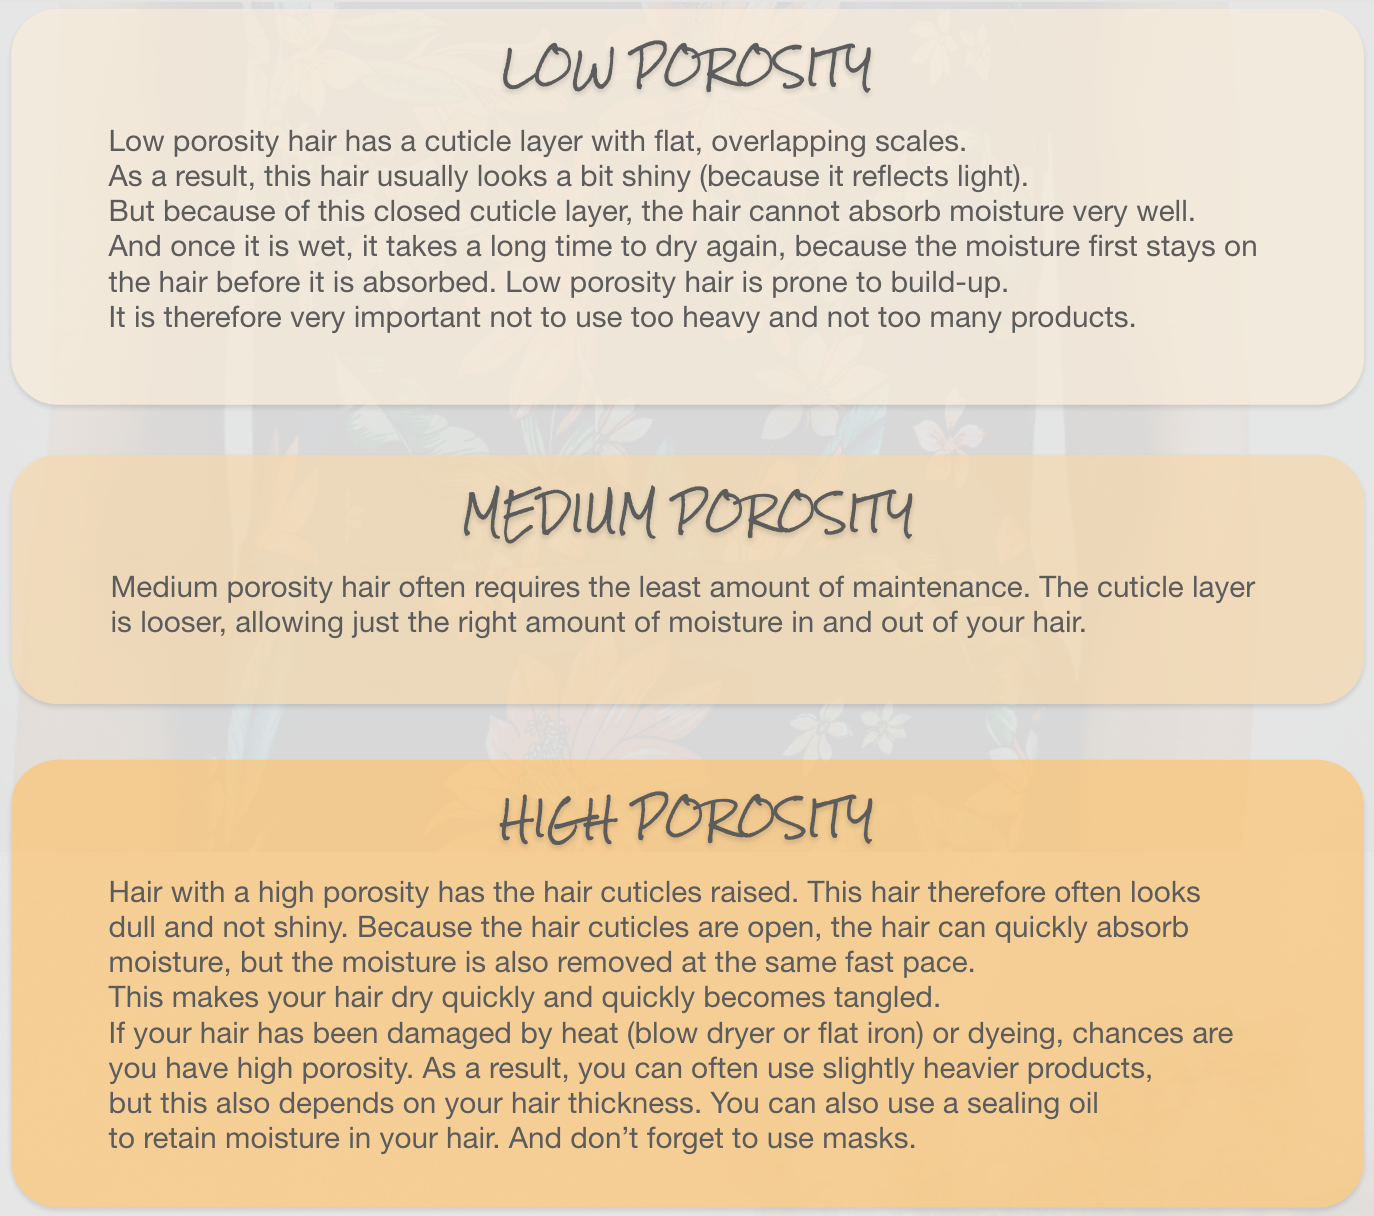 LOW POROSITY
Low porosity hair has a cuticle layer with flat, overlapping scales.
As a result, this hair usually looks a bit shiny (because it reflects light).
But because of this closed cuticle layer, the hair cannot absorb moisture very well.
And once it is wet, it takes a long time to dry again, because the moisture first stays on
the hair before it is absorbed. Low porosity hair is prone to build-up.
It is therefore very important not to use too heavy and not too many products.
MEDIUM POROSITY
Medium porosity hair often requires the least amount of maintenance. The cuticle layer
is looser, allowing just the right amount of moisture in and out of your hair.
HIGH POROSITY
Hair with a high porosity has the hair cuticles raised. This hair therefore often looks
dull and not shiny. Because the hair cuticles are open, the hair can quickly absorb
moisture, but the moisture is also removed at the same fast pace.
This makes your hair dry quickly and quickly becomes tangled.
If your hair has been damaged by heat (blow dryer or flat iron) or dyeing, chances are
you have high porosity. As a result, you can often use slightly heavier products,
but this also depends on your hair thickness. You can also use a sealing oil
to retain moisture in your hair. And don’t forget to use masks.